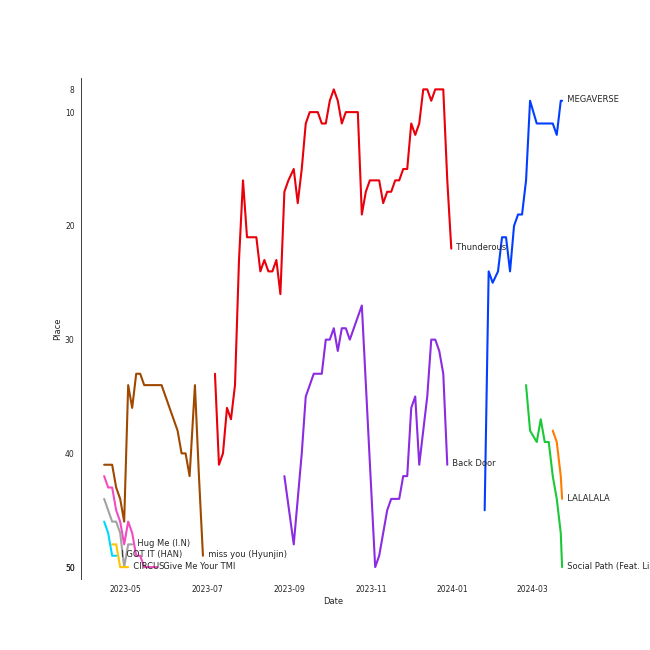 8
10
20
30
40
50
Place
MEGAVERSE
Thunderous
Back Door
LALALALA
Hug Me (I.N)
I GOT IT (HAN)
miss you (Hyunjin)
CIRCUS
Give Me Your TMI
Social Path (Feat. Li
2023-05
2023-07
2023-09
2023-11
2024-01
2024-03
Date